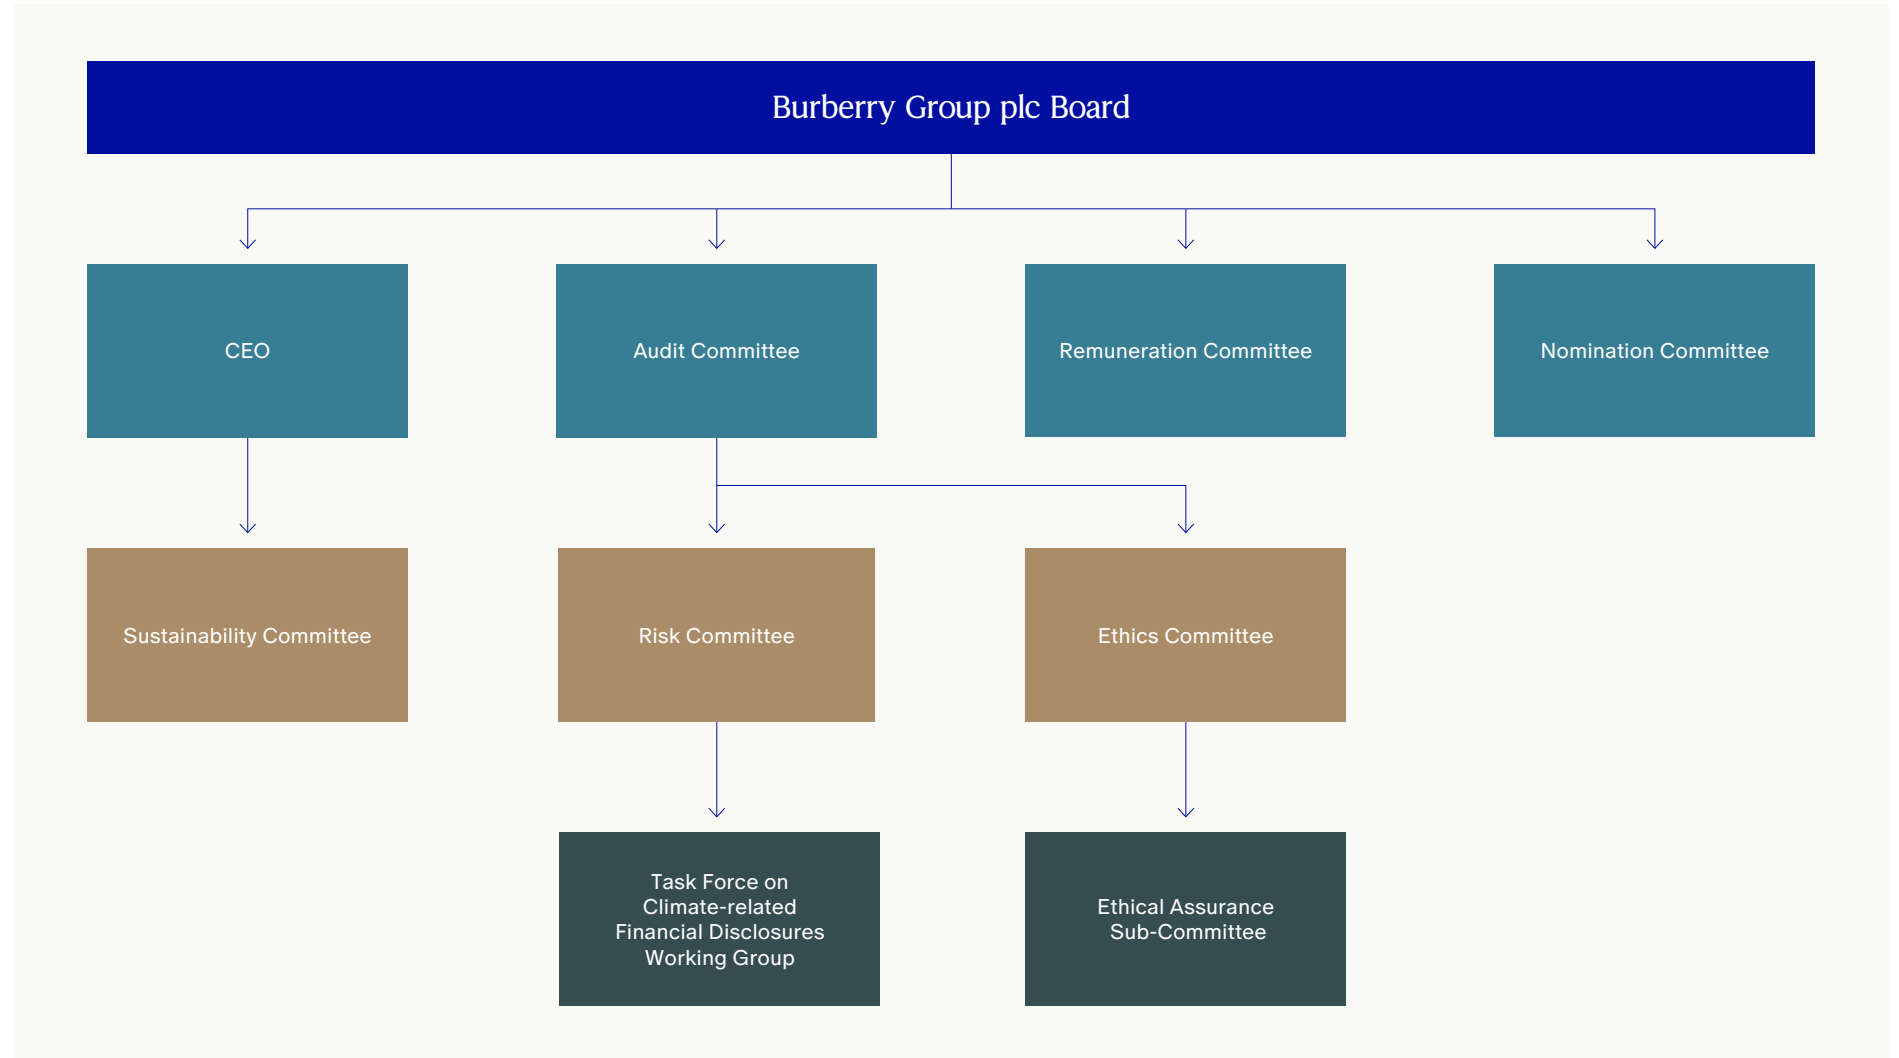 Burberry Group plc Board
CEO
Audit Committee
Remuneration Committee
Nomination Committee
Sustainability Committee
Risk Committee
Ethics Committee
Task Force on
Climate-related
Financial Disclosures
Working Group
Ethical Assurance
Sub-Committee